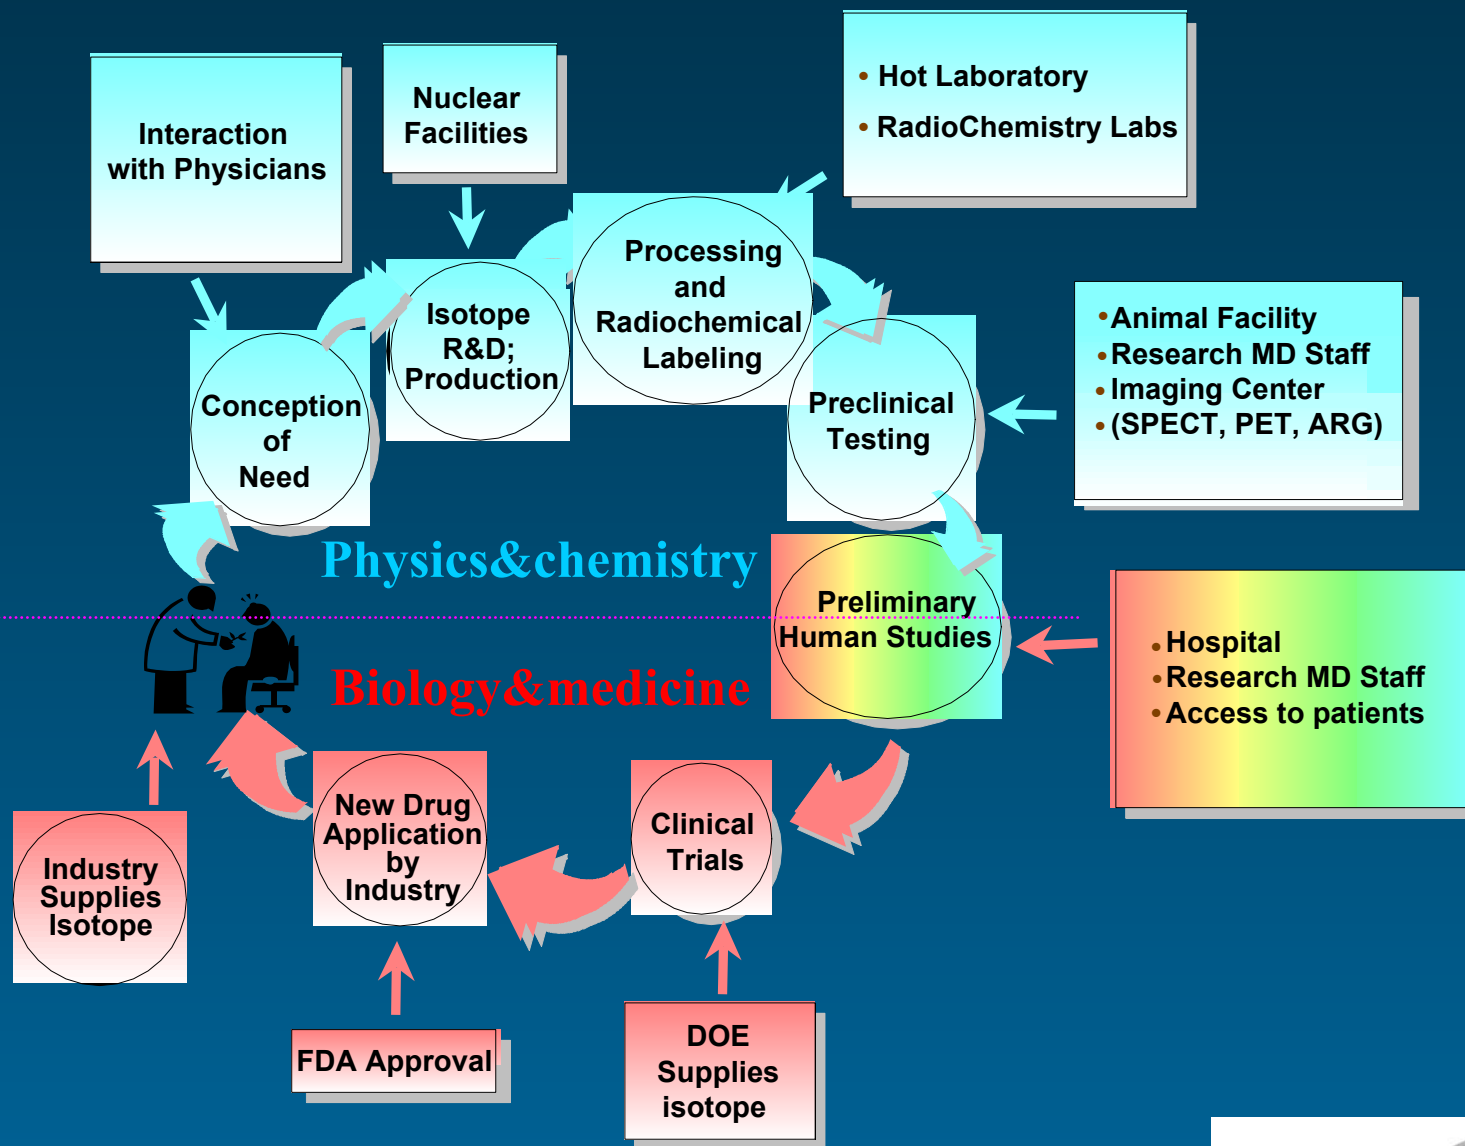 Interaction
with Physicians
Nuclear
Facilities
• Hot Laboratory
• RadioChemistry Labs
Conception
of
Need
Isotope
R&D;
Production
Processing
and
Radiochemical
Labeling
Preclinical
Testing
•Animal Facility
•Research MD Staff
•Imaging Center
•(SPECT, PET, ARG)
Physics&chemistry
Preliminary
Human Studies
•Hospital
•Research MD Staff
•Access to patients
Biology&medicine
Industry
Supplies
Isotope
New Drug
Application
by
Industry
Clinical
Trials
FDA Approval
DOE
Supplies
isotope